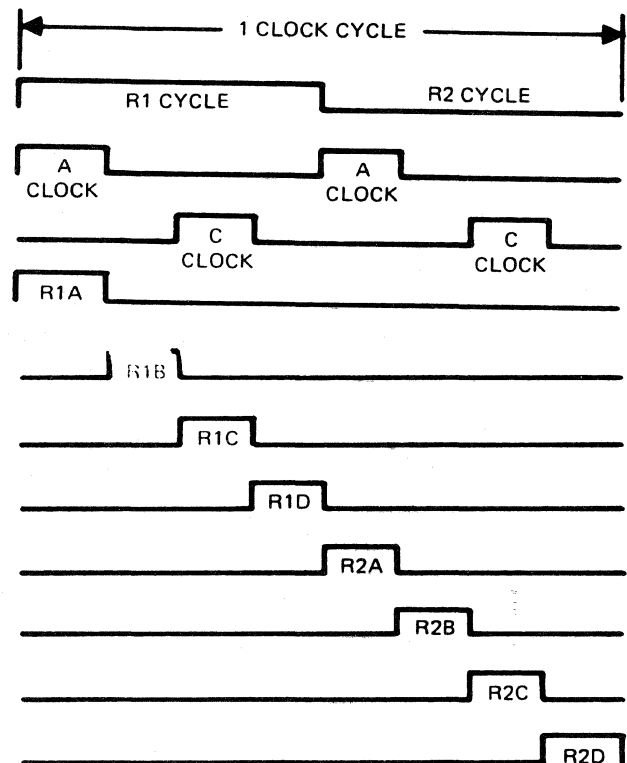 1 CLOCK CYCLE
R1 CYCLE
R2 CYCLE
A
CLOCK
A
CLOCK
C
CLOCK
C
CLOCK
R1A
R1B
R1C
R1D
R2A
R2B
R2C
R2D